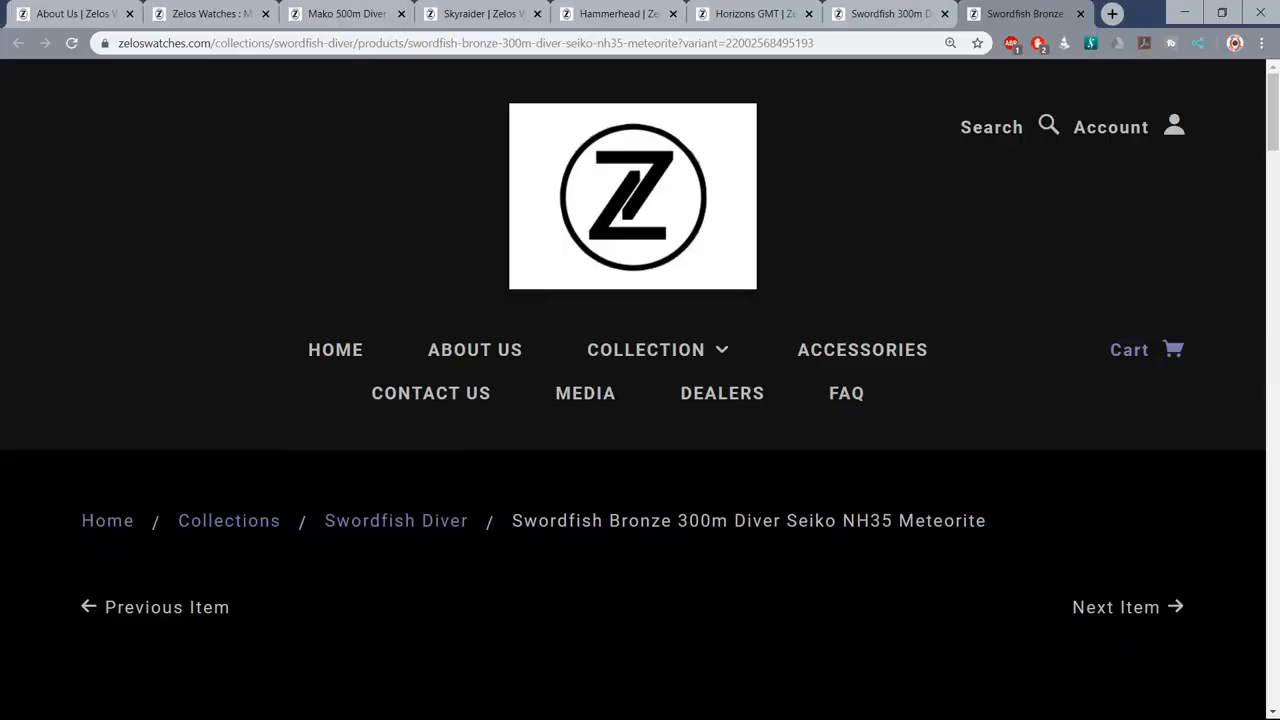 About Us | Zelos W
Zelos Watches : M
Mako 500m Diver
Skyraider | Zelos W
Hammerhead | Ze
Horizons GMT | Ze
Swordfish 300m D
Swordfish Bronze
zeloswatches.com/collections/swordfish-diver/products/swordfish-bronze-300m-diver-seiko-nh35-meteorite?variant=22002568495193
Search
Account
HOME
ABOUT US
COLLECTION
ACCESSORIES
Cart
CONTACT US
MEDIA
DEALERS
FAQ
Home / Collections / Swordfish Diver / Swordfish Bronze 300m Diver Seiko NH35 Meteorite
Previous Item
Next Item